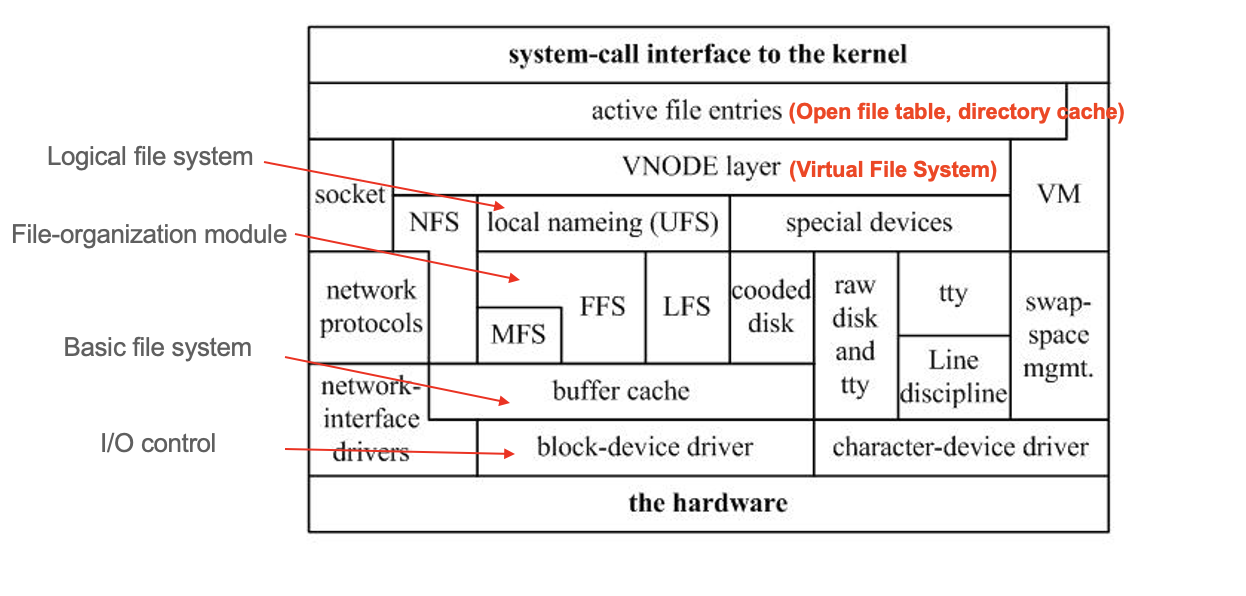 system-call interface to the kernel
active file entries (Open file table, directory cache)
Logical file system
VNODE layer (Virtual File System)
socket
VM
NFS
local nameing (UFS)
special devices
File-organization module
network
protocols
MFS
FFS
LFS
cooded
disk
raw
disk
and
tty
tty
Line
discipline
swap-
space
mgmt.
Basic file system
network-
interface
drivers
buffer cache
I/O control
block-device driver
character-device driver
the hardware